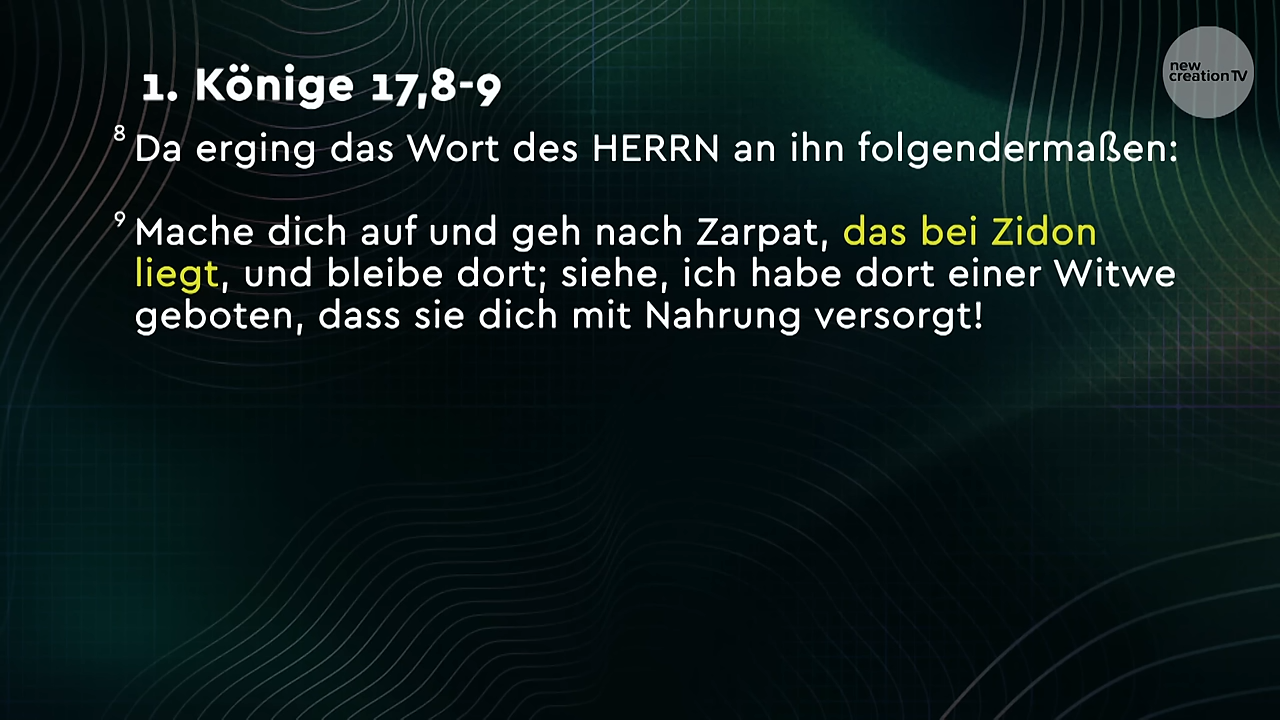 1. Könige 17,8-9
8 Da erging das Wort des HERRN an ihn folgendermaßen:
9 Mache dich auf und geh nach Zarpat, das bei Zidon
liegt, und bleibe dort; siehe, ich habe dort einer Witwe
geboten, dass sie dich mit Nahrung versorgt!
new
creation TV